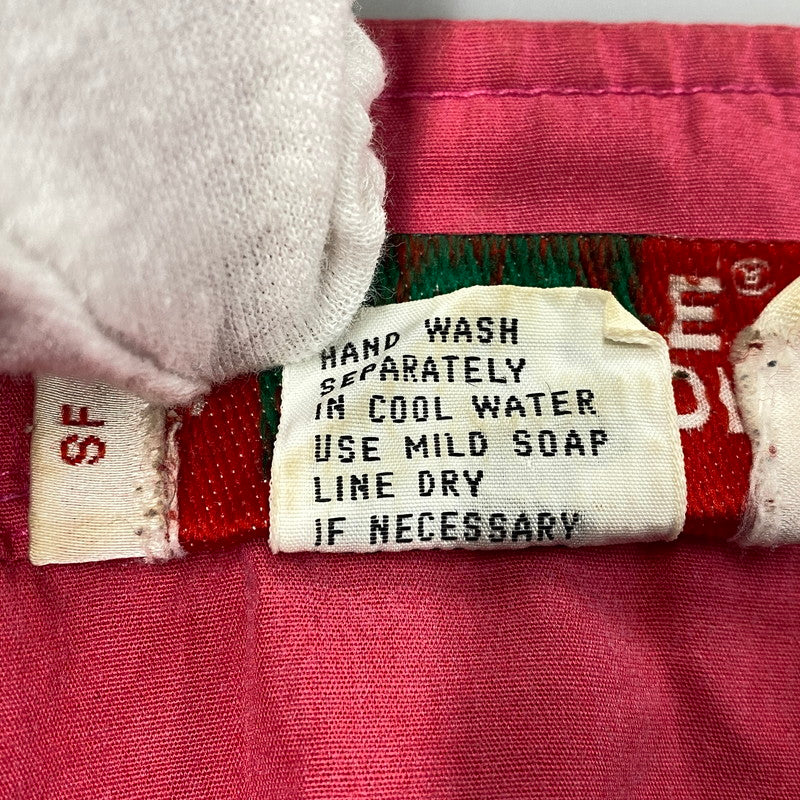 HAND WASH
SEPARATELY
IN COOL WATER
USE MILD SOAP
LINE DRY
IF NECESSARY
SF
E®